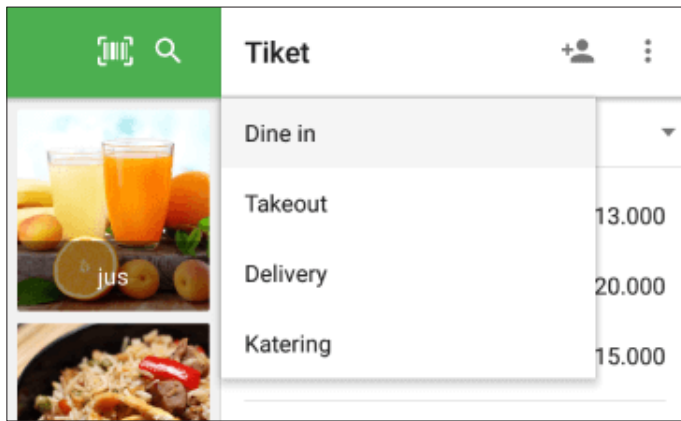 Tiket
Dine in
Takeout
13.000
jus
Delivery
20.000
Katering
15.000